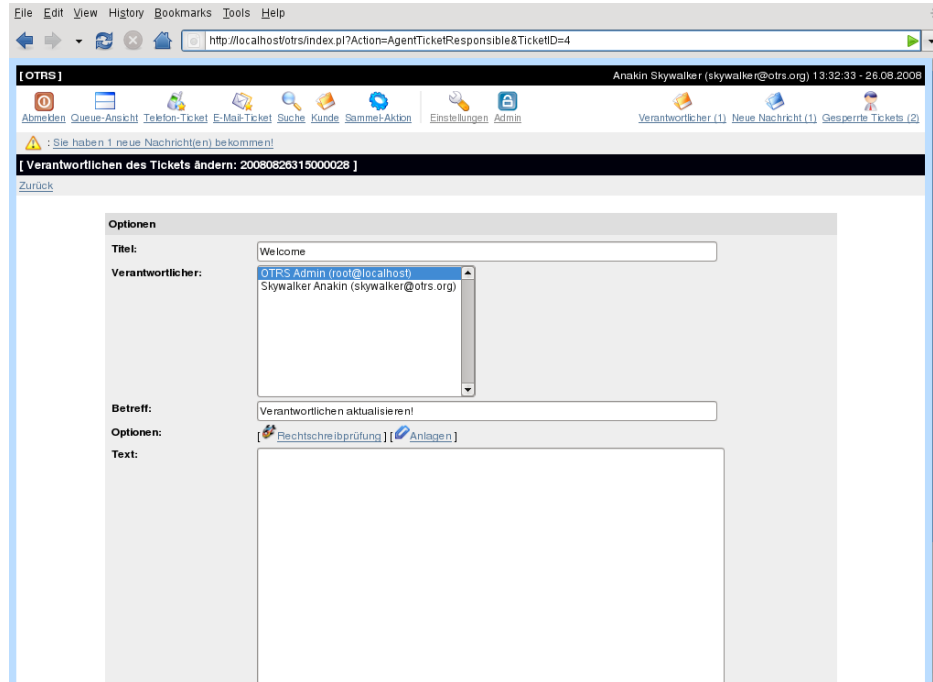 File Edit View History Bookmarks Tools Help
http://localhost/otrs/index.pl?Action=AgentTicketResponsible&TicketID=4
[ OTRS ] Anakin Skywalker (skywalker@otrs.org) 13:32:33 - 26.08.2008
Abmelden Queue-Ansicht Telefon-Ticket E-Mail-Ticket Suche Kunde Sammel-Aktion Einstellungen Admin Verantwortlicher (1) Neue Nachricht (1) Gesperrte Tickets (2)
: Sie haben 1 neue Nachricht(en) bekommen!
[ Verantwortlichen des Tickets ändern: 20080826315000028 ]
Zurück
Optionen
Titel: Welcome
Verantwortlicher: OTRS Admin (root@localhost)
Skywalker Anakin (skywalker@otrs.org)
Betreff: Verantwortlichen aktualisieren!
Optionen: [ Rechtschreibprüfung ] [ Anlagen ]
Text: